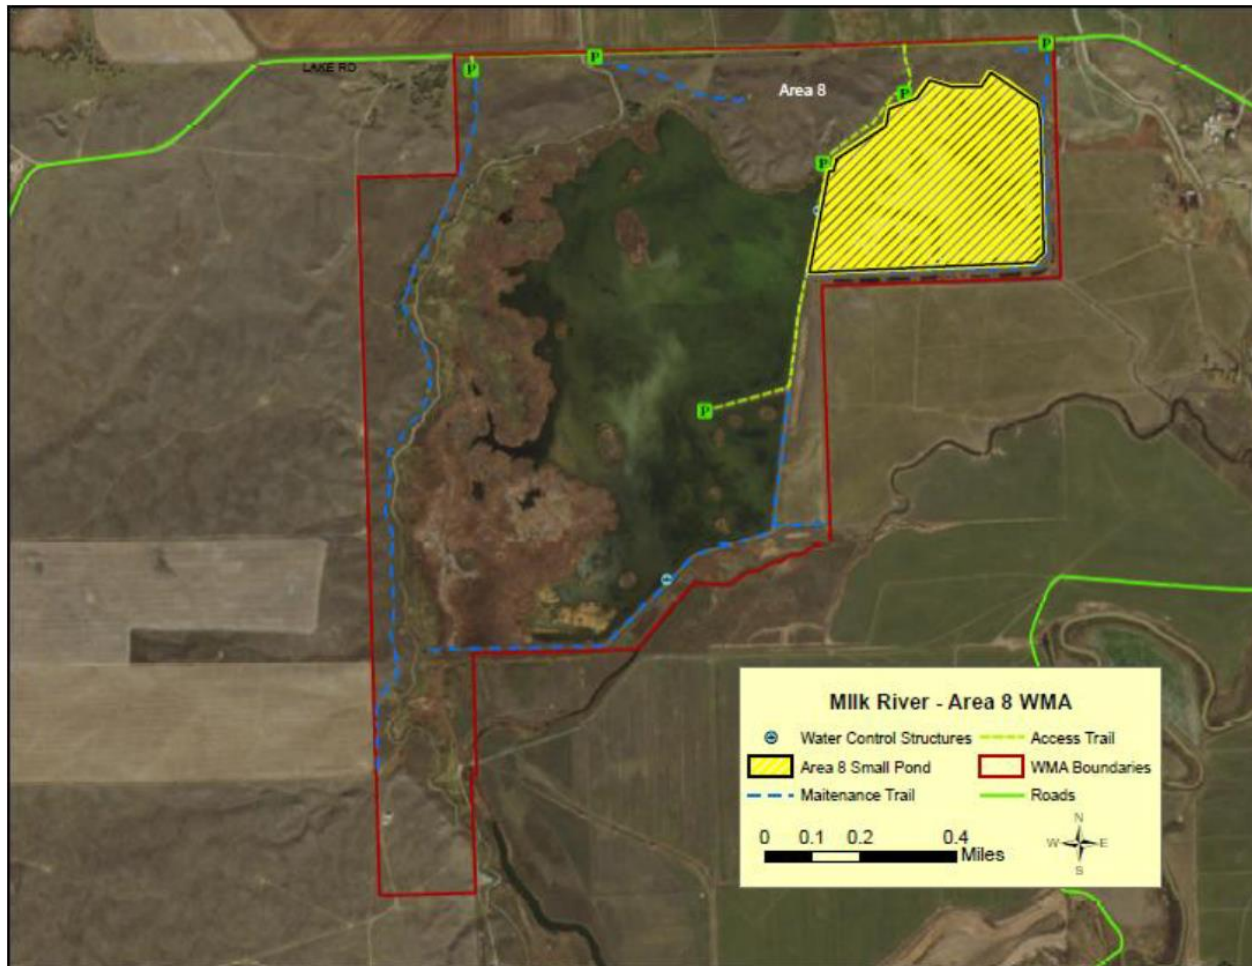 P
P
P
LAKE RD
Area 8
P
P
P
MIlk River - Area 8 WMA
Water Control Structures Access Trail
Area 8 Small Pond WMA Boundaries
Maitenance Trail Roads
0 0.1 0.2 0.4
Miles
N
W E
S